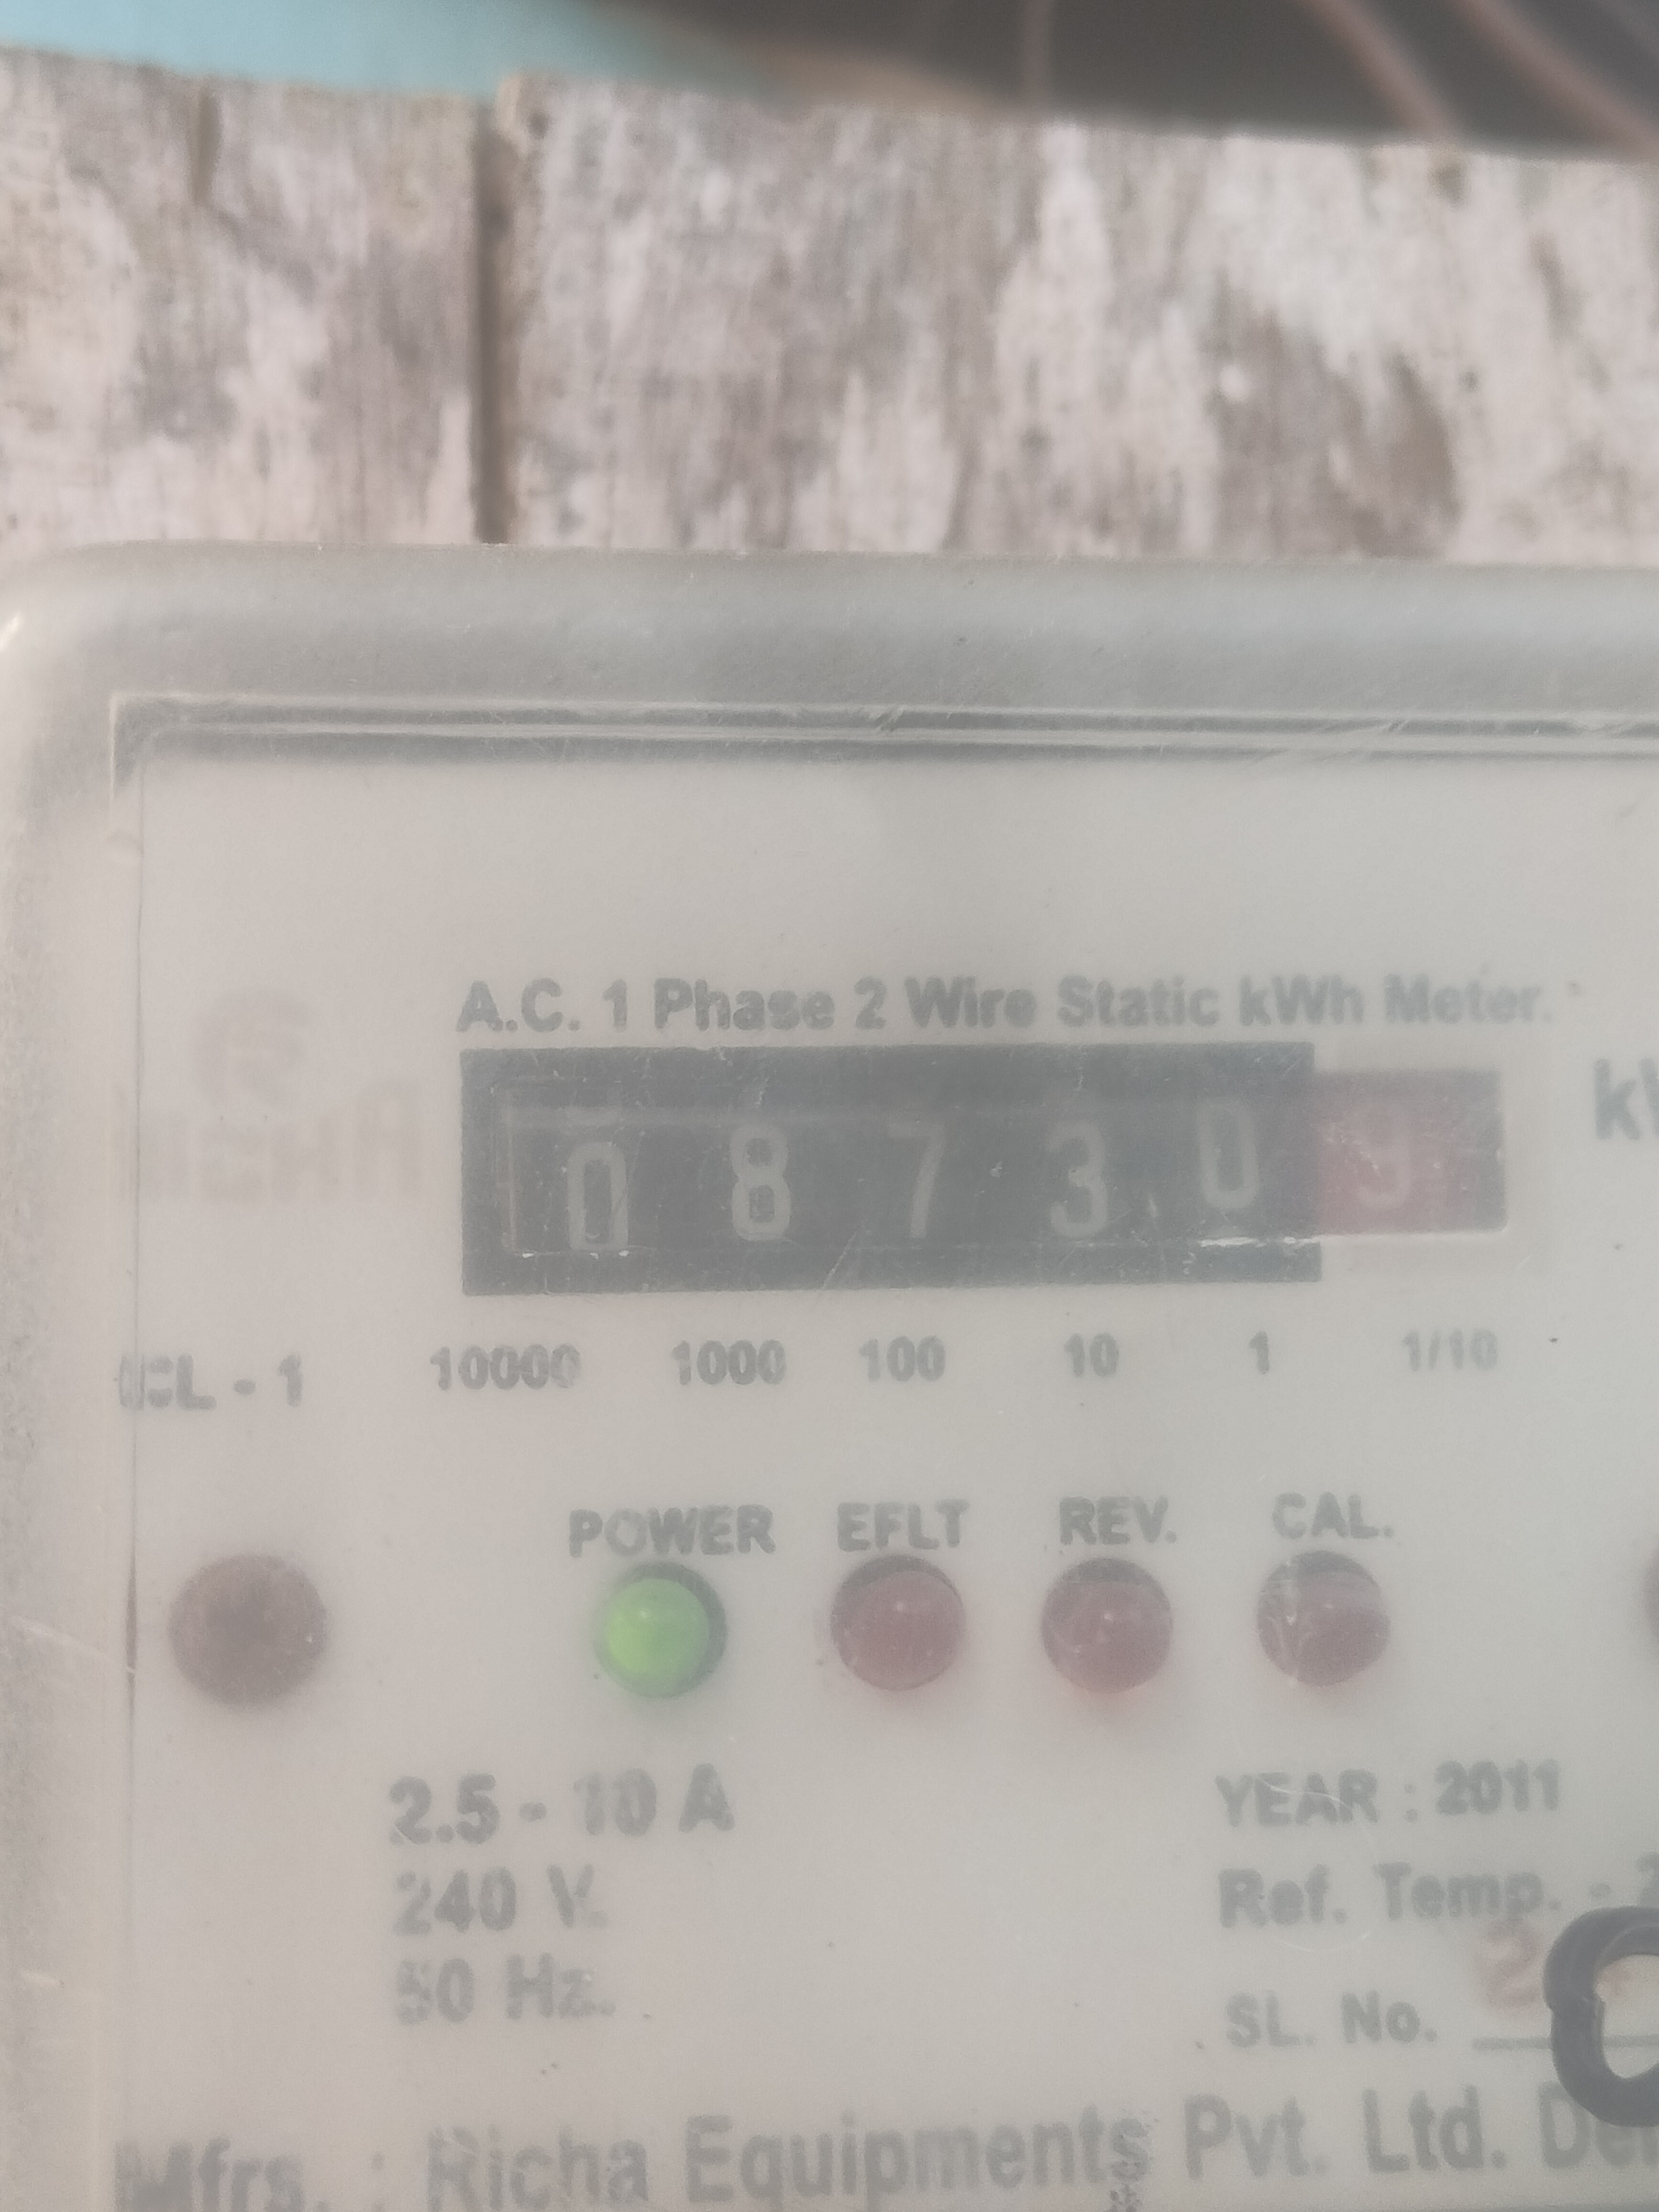 A.C. 1 Phase 2 Wire Static kWh Meter.
0 8 7 3 0 9
10000 1000 100 10 1 1/10
POWER EFLT REV. CAL.
2.5 - 10 A
240 V.
50 Hz.
YEAR : 2011
Ref. Temp. -
SL. No.
Mfrs. : Richa Equipments Pvt. Ltd.